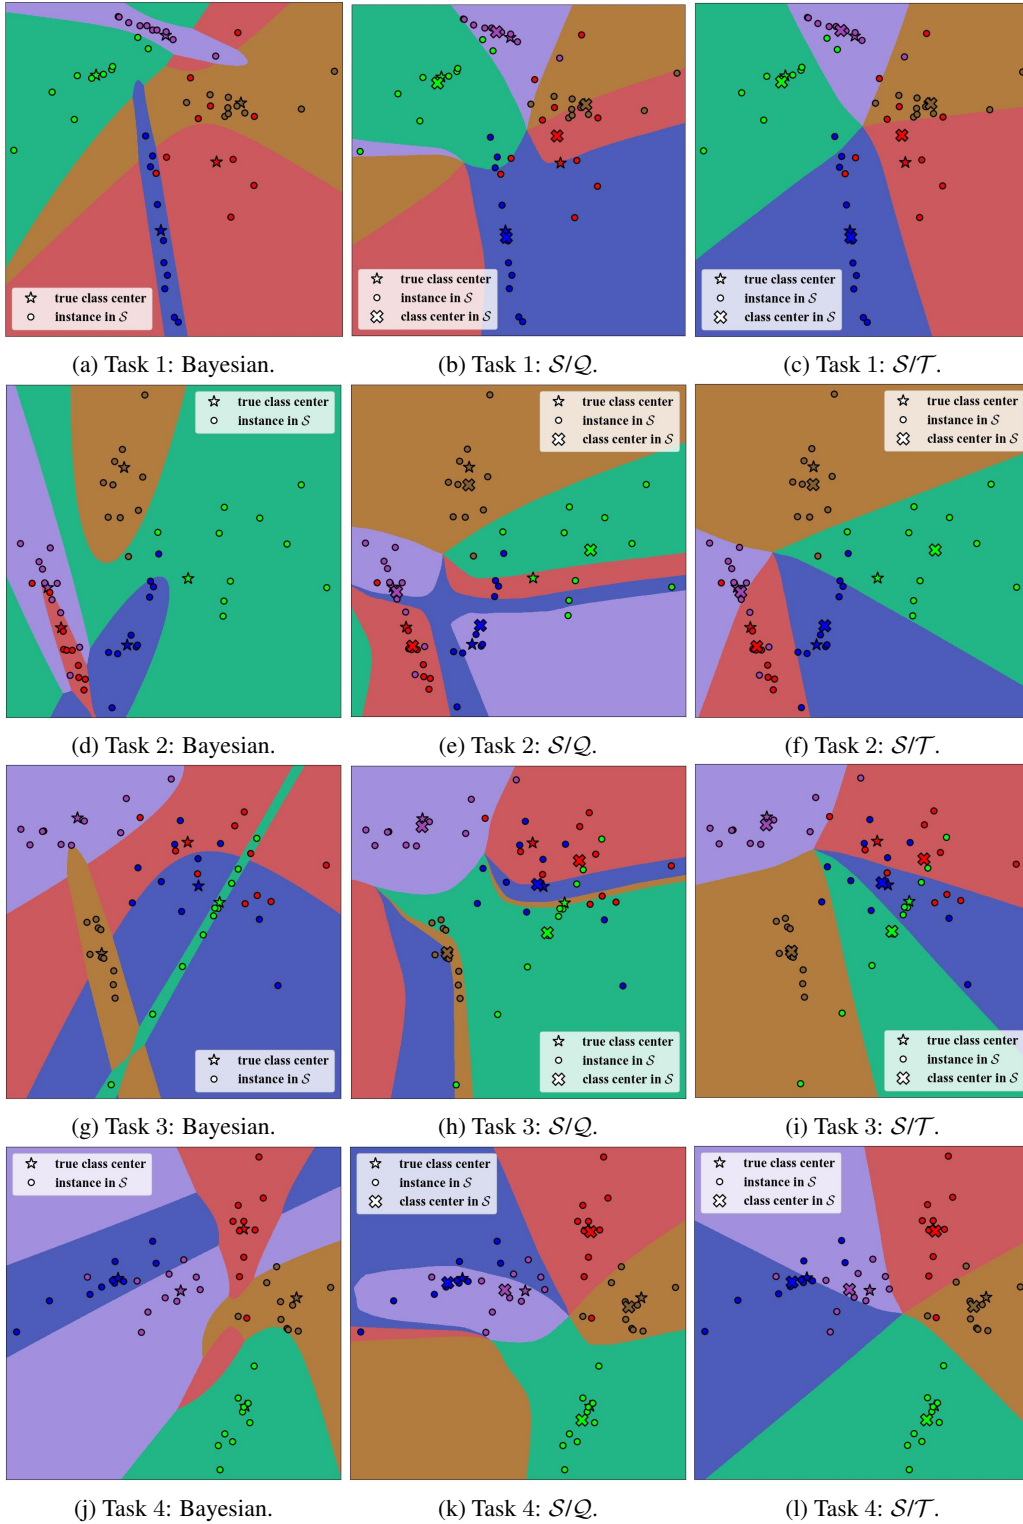 true class center
instance in 𝒮
true class center
instance in 𝒮
class center in 𝒮
true class center
instance in 𝒮
class center in 𝒮
(a) Task 1: Bayesian.
(b) Task 1: 𝒮/𝒬.
(c) Task 1: 𝒮/𝒯.
true class center
instance in 𝒮
true class center
instance in 𝒮
class center in 𝒮
true class center
instance in 𝒮
class center in 𝒮
(d) Task 2: Bayesian.
(e) Task 2: 𝒮/𝒬.
(f) Task 2: 𝒮/𝒯.
true class center
instance in 𝒮
true class center
instance in 𝒮
class center in 𝒮
true class center
instance in 𝒮
class center in 𝒮
(g) Task 3: Bayesian.
(h) Task 3: 𝒮/𝒬.
(i) Task 3: 𝒮/𝒯.
true class center
instance in 𝒮
true class center
instance in 𝒮
class center in 𝒮
true class center
instance in 𝒮
class center in 𝒮
(j) Task 4: Bayesian.
(k) Task 4: 𝒮/𝒬.
(l) Task 4: 𝒮/𝒯.